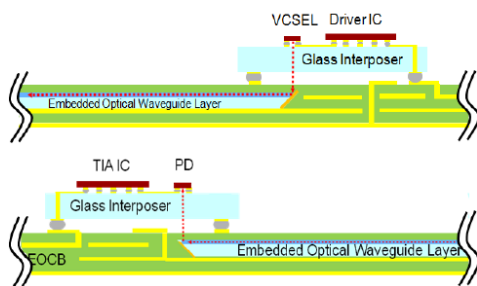 VCSEL Driver IC
Glass Interposer
Embedded Optical Waveguide Layer
TIA IC PD
Glass Interposer
EOCB Embedded Optical Waveguide Layer